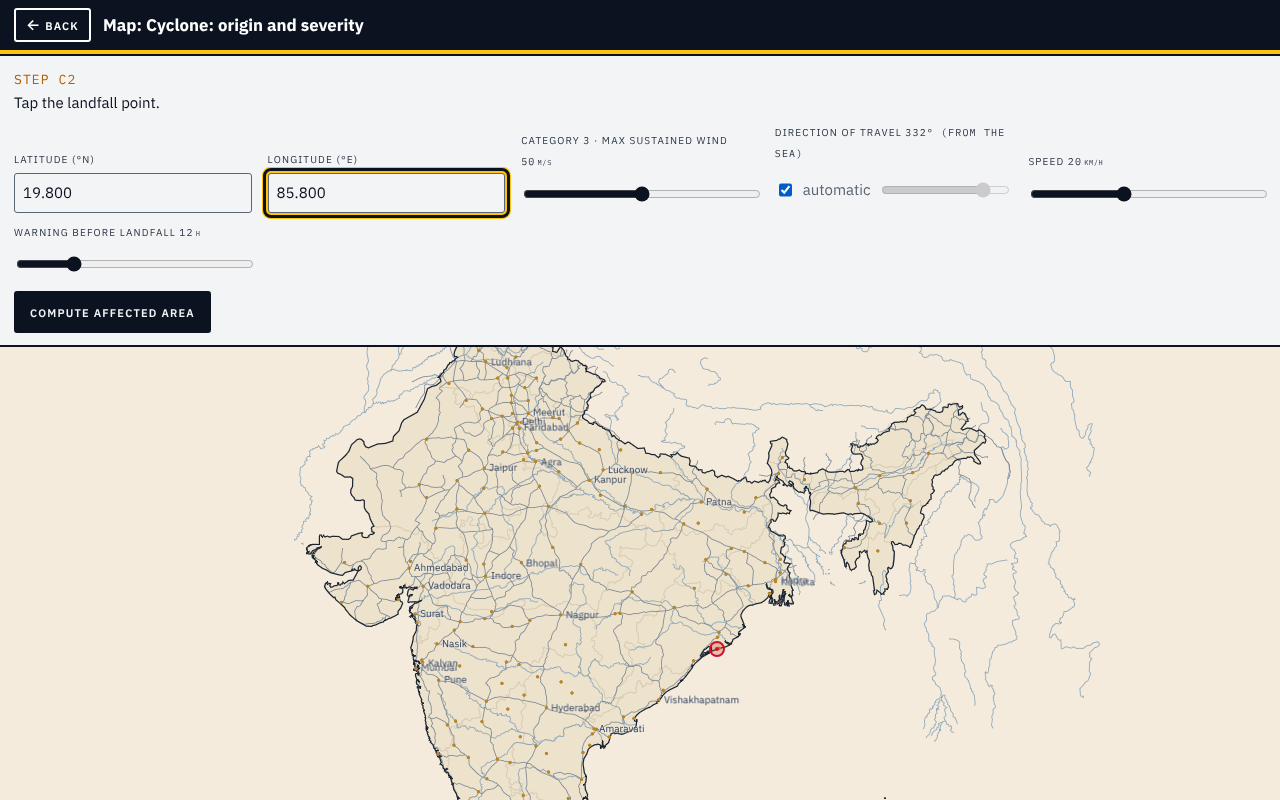 ← BACK
Map: Cyclone: origin and severity
STEP C2
Tap the landfall point.
LATITUDE (°N)
19.800
LONGITUDE (°E)
85.800
CATEGORY 3 · MAX SUSTAINED WIND
50 M/S
DIRECTION OF TRAVEL 332° (FROM THE
SEA)
automatic
SPEED 20 KM/H
WARNING BEFORE LANDFALL 12 H
COMPUTE AFFECTED AREA
Ludhiana
Meerut
Delhi
Faridabad
Jaipur
Agra
Lucknow
Kanpur
Patna
Ahmedabad
Bhopal
Indore
Vadodara
Surat
Nagpur
Nasik
Kalyan
Mumbai
Pune
Vishakhapatnam
Hyderabad
Amaravati